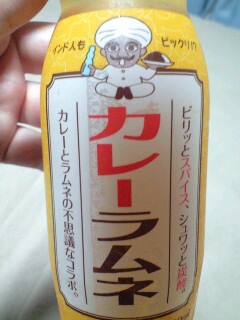 インド人も
ビックリ!?
ピリッとスパイス、シュワッと炭酸。
カレーラムネ
カレーとラムネの不思議なコラボ。